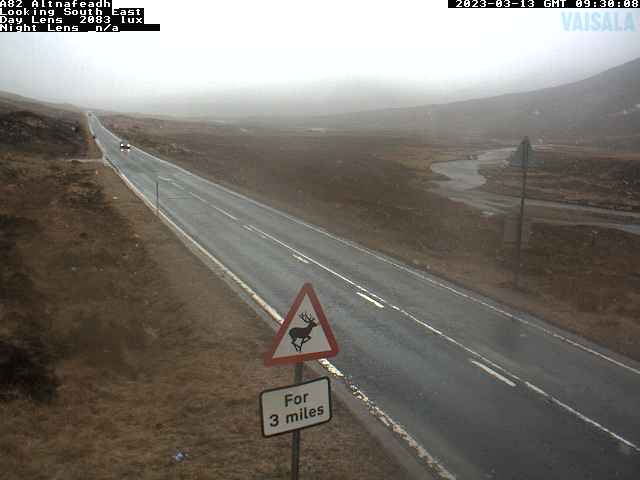 A82 Altnafeadh
Looking South East
Day Lens 2083 lux
Night Lens n/a
2023-03-13 GMT 09:30:08
VAISALA
For
3 miles